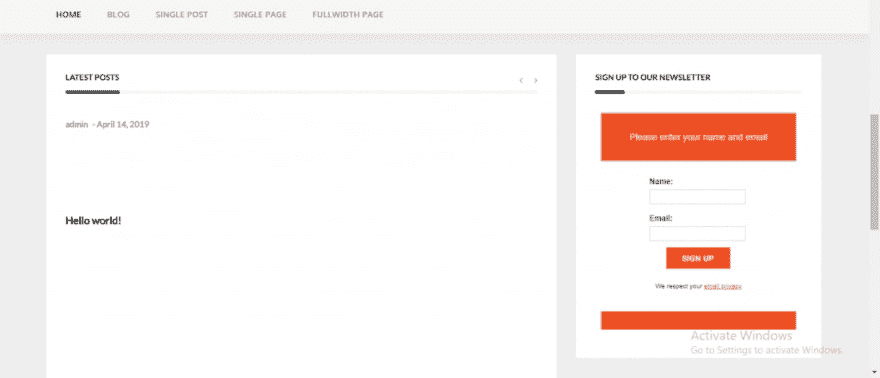 HOME BLOG SINGLE POST SINGLE PAGE FULLWIDTH PAGE
LATEST POSTS
admin - April 14, 2019
Hello world!
SIGN UP TO OUR NEWSLETTER
Please enter your name and email
Name:
Email:
SIGN UP
We respect your email privacy
Activate Windows
Go to Settings to activate Windows.